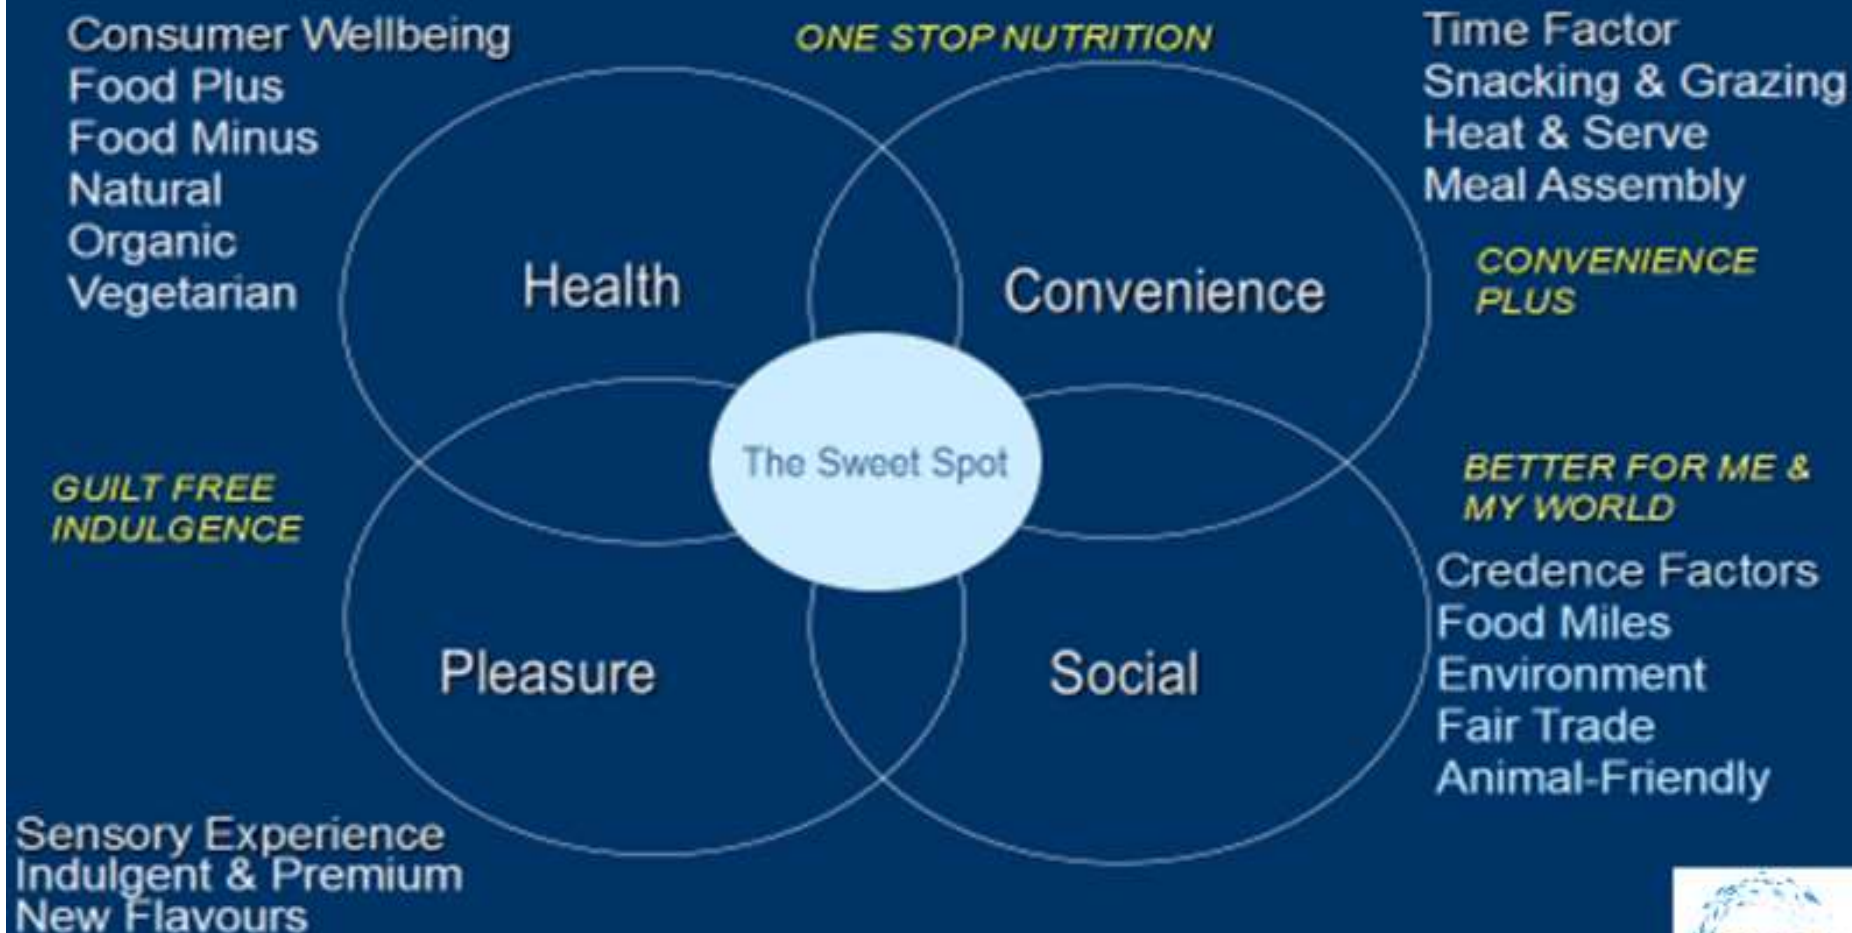 Consumer Wellbeing
Food Plus
Food Minus
Natural
Organic
Vegetarian
ONE STOP NUTRITION
Time Factor
Snacking & Grazing
Heat & Serve
Meal Assembly
CONVENIENCE
PLUS
Health
Convenience
The Sweet Spot
GUILT FREE
INDULGENCE
BETTER FOR ME &
MY WORLD
Pleasure
Social
Credence Factors
Food Miles
Environment
Fair Trade
Animal-Friendly
Sensory Experience
Indulgent & Premium
New Flavours